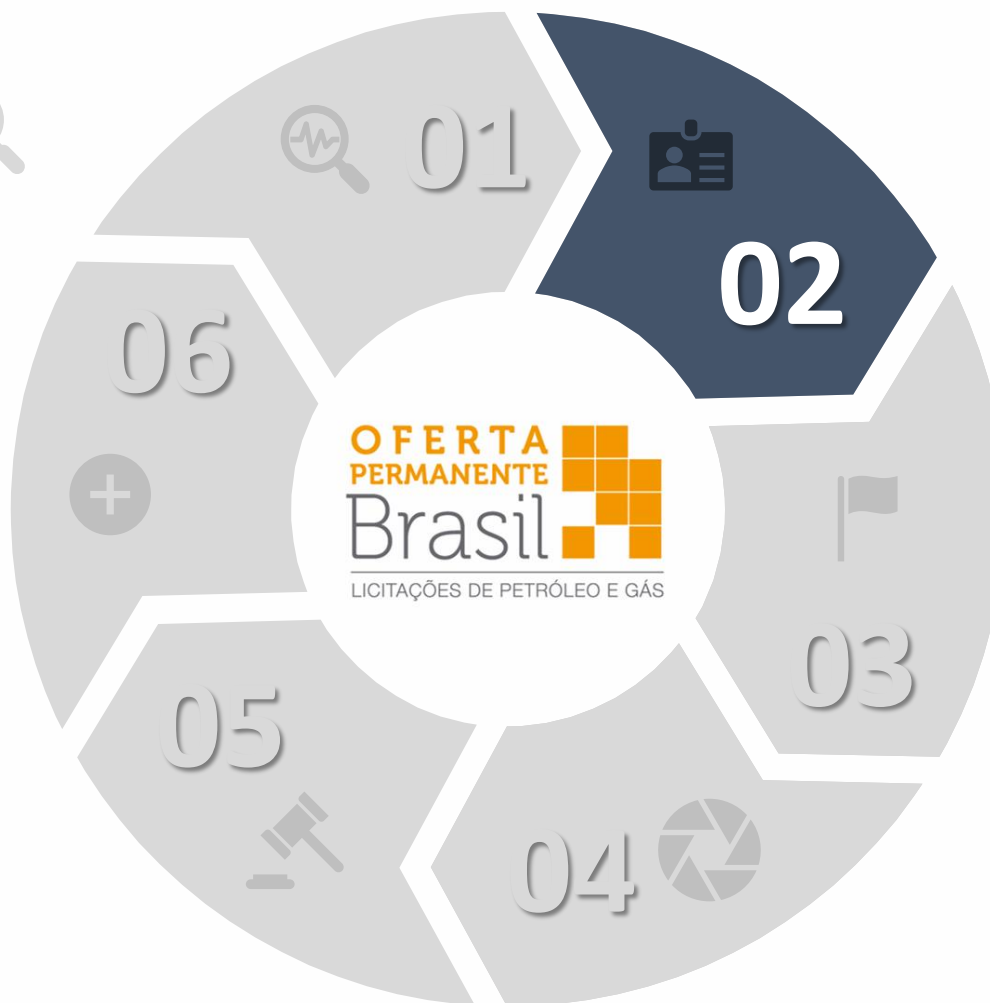 01
02
06
OFERTA
PERMANENTE
Brasil
LICITAÇÕES DE PETRÓLEO E GÁS
03
05
04